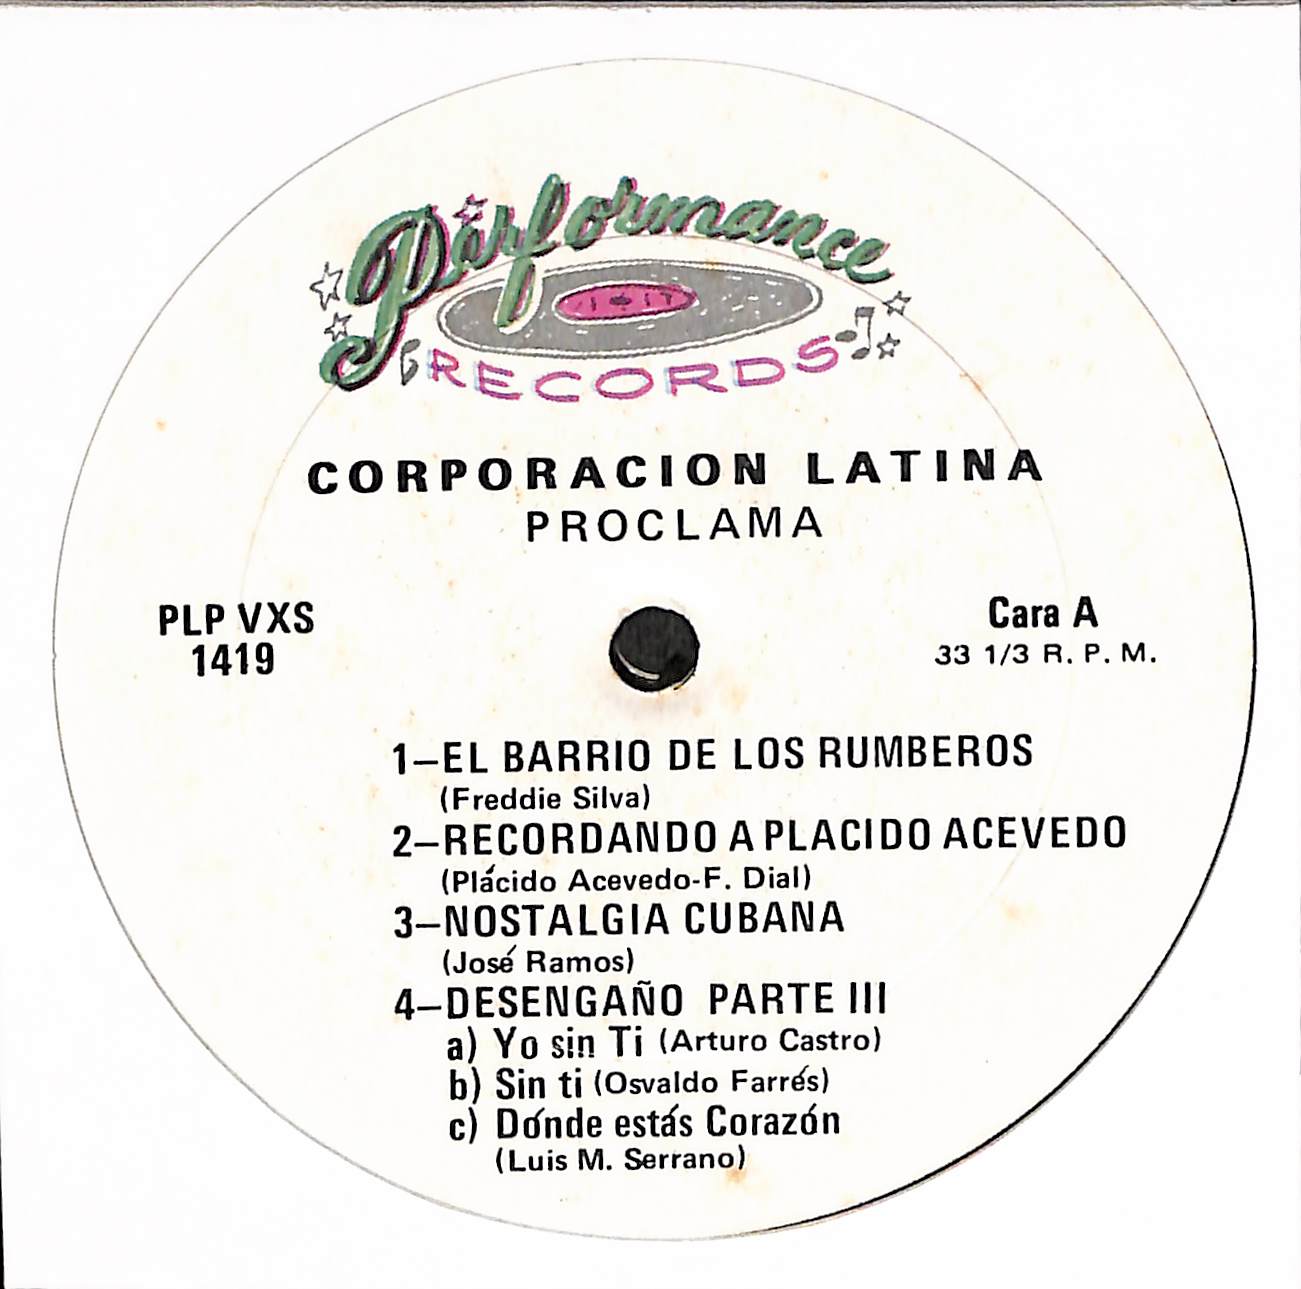 Performance
RECORDS
CORPORACION LATINA
PROCLAMA
PLP VXS
1419
Cara A
33 1/3 R. P. M.
1–EL BARRIO DE LOS RUMBEROS
(Freddie Silva)
2–RECORDANDO A PLACIDO ACEVEDO
(Plácido Acevedo-F. Dial)
3–NOSTALGIA CUBANA
(José Ramos)
4–DESENGAÑO PARTE III
a) Yo sin Ti (Arturo Castro)
b) Sin ti (Osvaldo Farrés)
c) Dónde estás Corazón
(Luis M. Serrano)